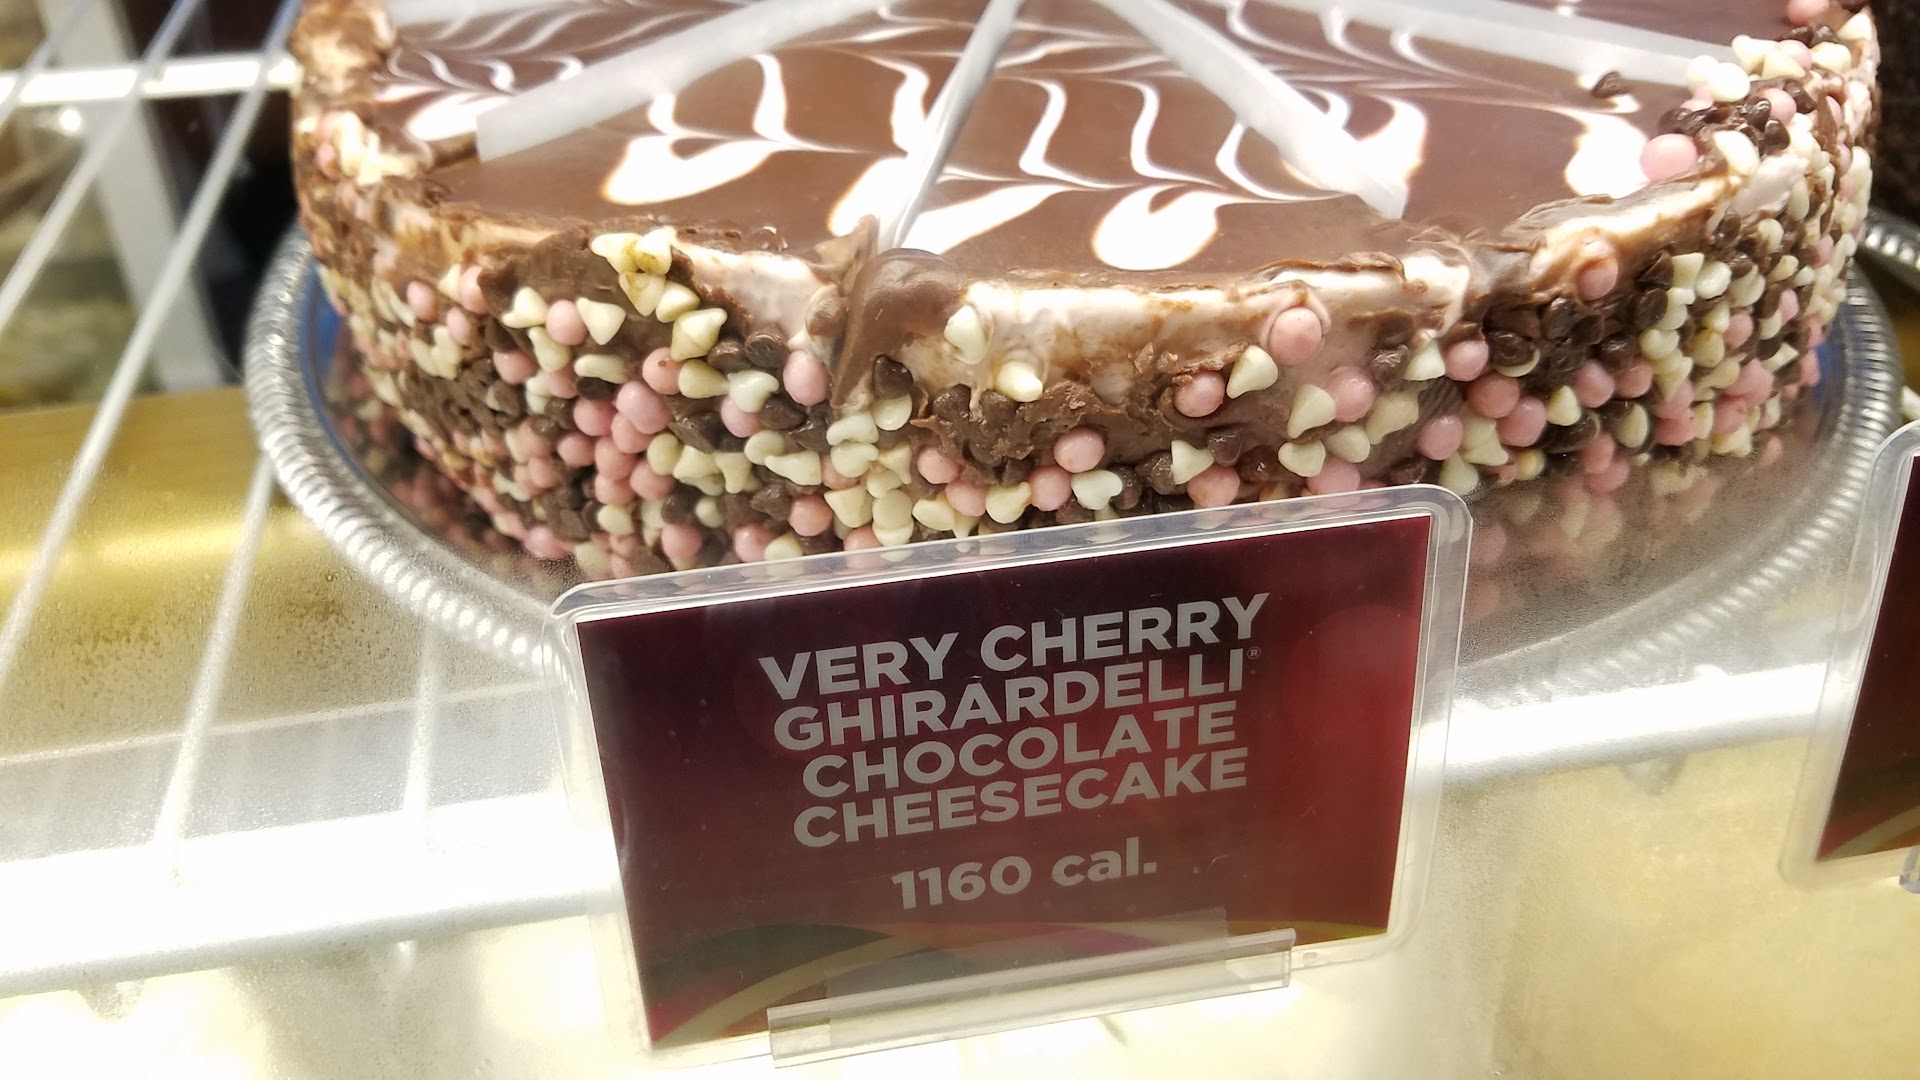 VERY CHERRY
GHIRARDELLI®
CHOCOLATE
CHEESECAKE
1160 cal.